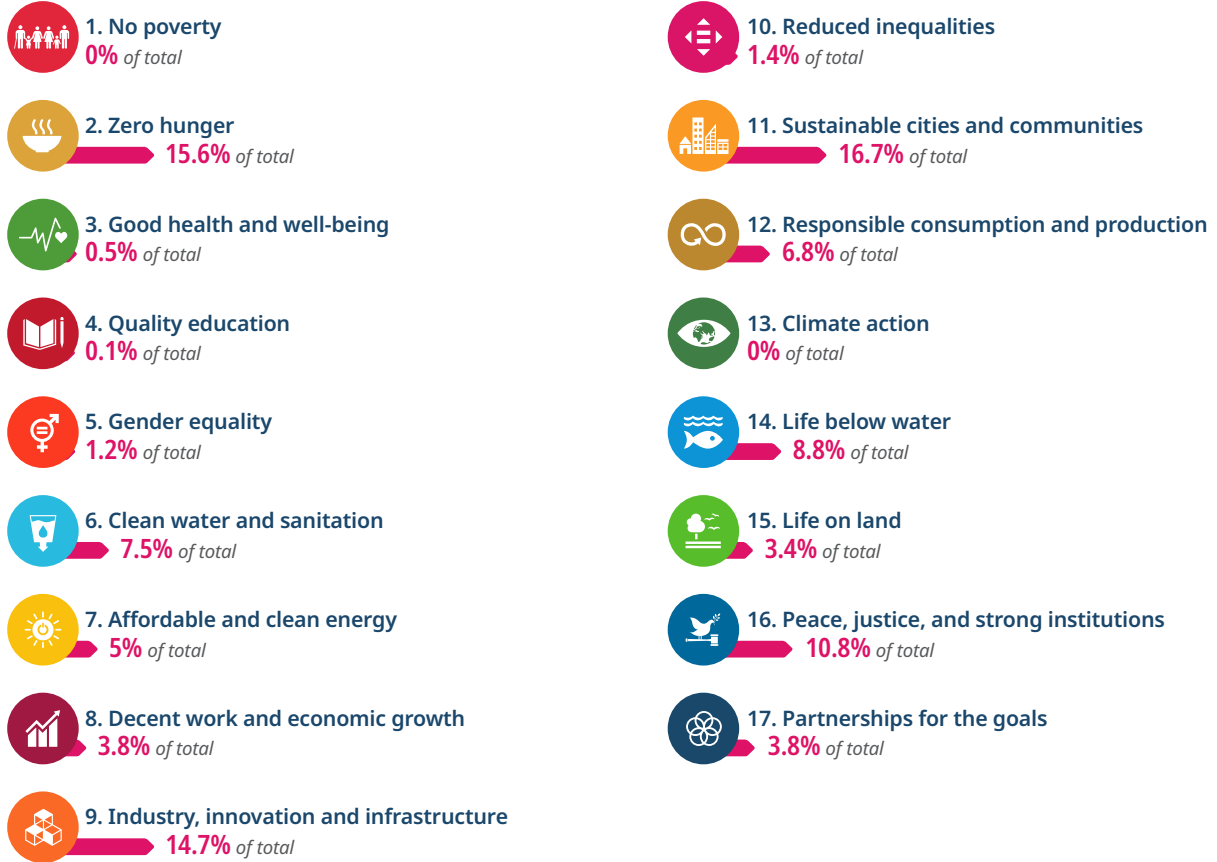 1. No poverty
0% of total
2. Zero hunger
15.6% of total
3. Good health and well-being
0.5% of total
4. Quality education
0.1% of total
5. Gender equality
1.2% of total
6. Clean water and sanitation
7.5% of total
7. Affordable and clean energy
5% of total
8. Decent work and economic growth
3.8% of total
9. Industry, innovation and infrastructure
14.7% of total
10. Reduced inequalities
1.4% of total
11. Sustainable cities and communities
16.7% of total
12. Responsible consumption and production
6.8% of total
13. Climate action
0% of total
14. Life below water
8.8% of total
15. Life on land
3.4% of total
16. Peace, justice, and strong institutions
10.8% of total
17. Partnerships for the goals
3.8% of total